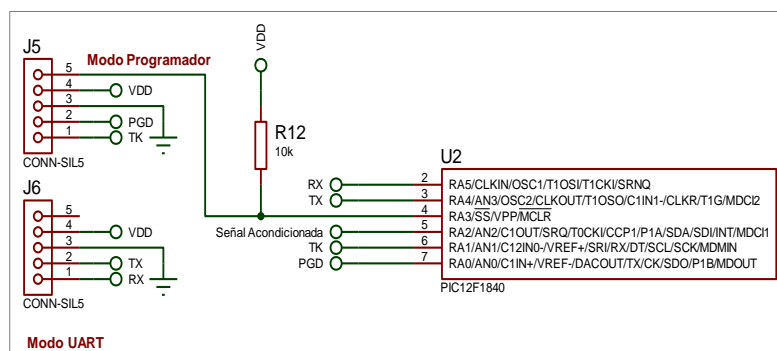 J5
Modo Programador
5
4
VDD
3
2
PGD
1
TK
CONN-SIL5
VDD
R12
10k
J6
5
4
VDD
3
2
TX
1
RX
CONN-SIL5
Modo UART
U2
RX
2
RA5/CLKIN/OSC1/T1OSI/T1CKI/SRNQ
TX
3
RA4/AN3/OSC2/CLKOUT/T1OSO/C1IN1-/CLKR/T1G/MDCI2
4
RA3/SS/VPP/MCLR
Señal Acondicionada
5
RA2/AN2/C1OUT/SRQ/T0CKI/CCP1/P1A/SDA/SDI/INT/MDCI1
TK
6
RA1/AN1/C12IN0-/VREF+/SRI/RX/DT/SCL/SCK/MDMIN
PGD
7
RA0/AN0/C1IN+/VREF-/DACOUT/TX/CK/SDO/P1B/MDOUT
PIC12F1840